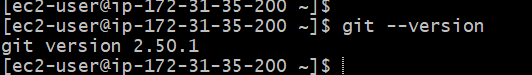 [ec2-user@ip-172-31-35-200 ~]$
[ec2-user@ip-172-31-35-200 ~]$ git --version
git version 2.50.1
[ec2-user@ip-172-31-35-200 ~]$